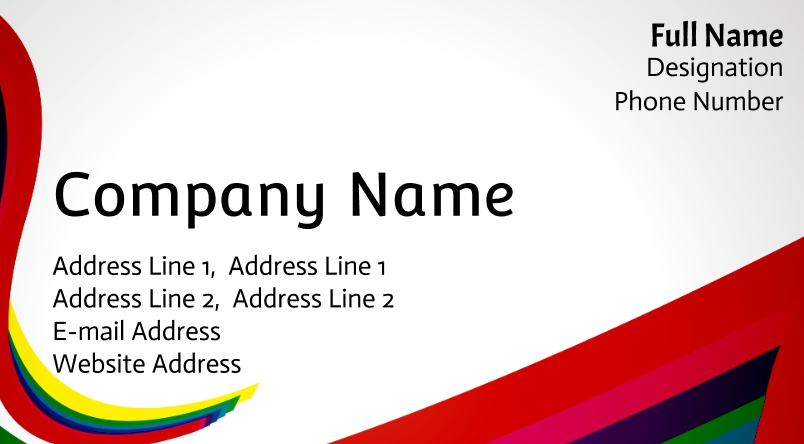 Full Name
Designation
Phone Number
Company Name
Address Line 1,  Address Line 1
Address Line 2,  Address Line 2
E-mail Address
Website Address